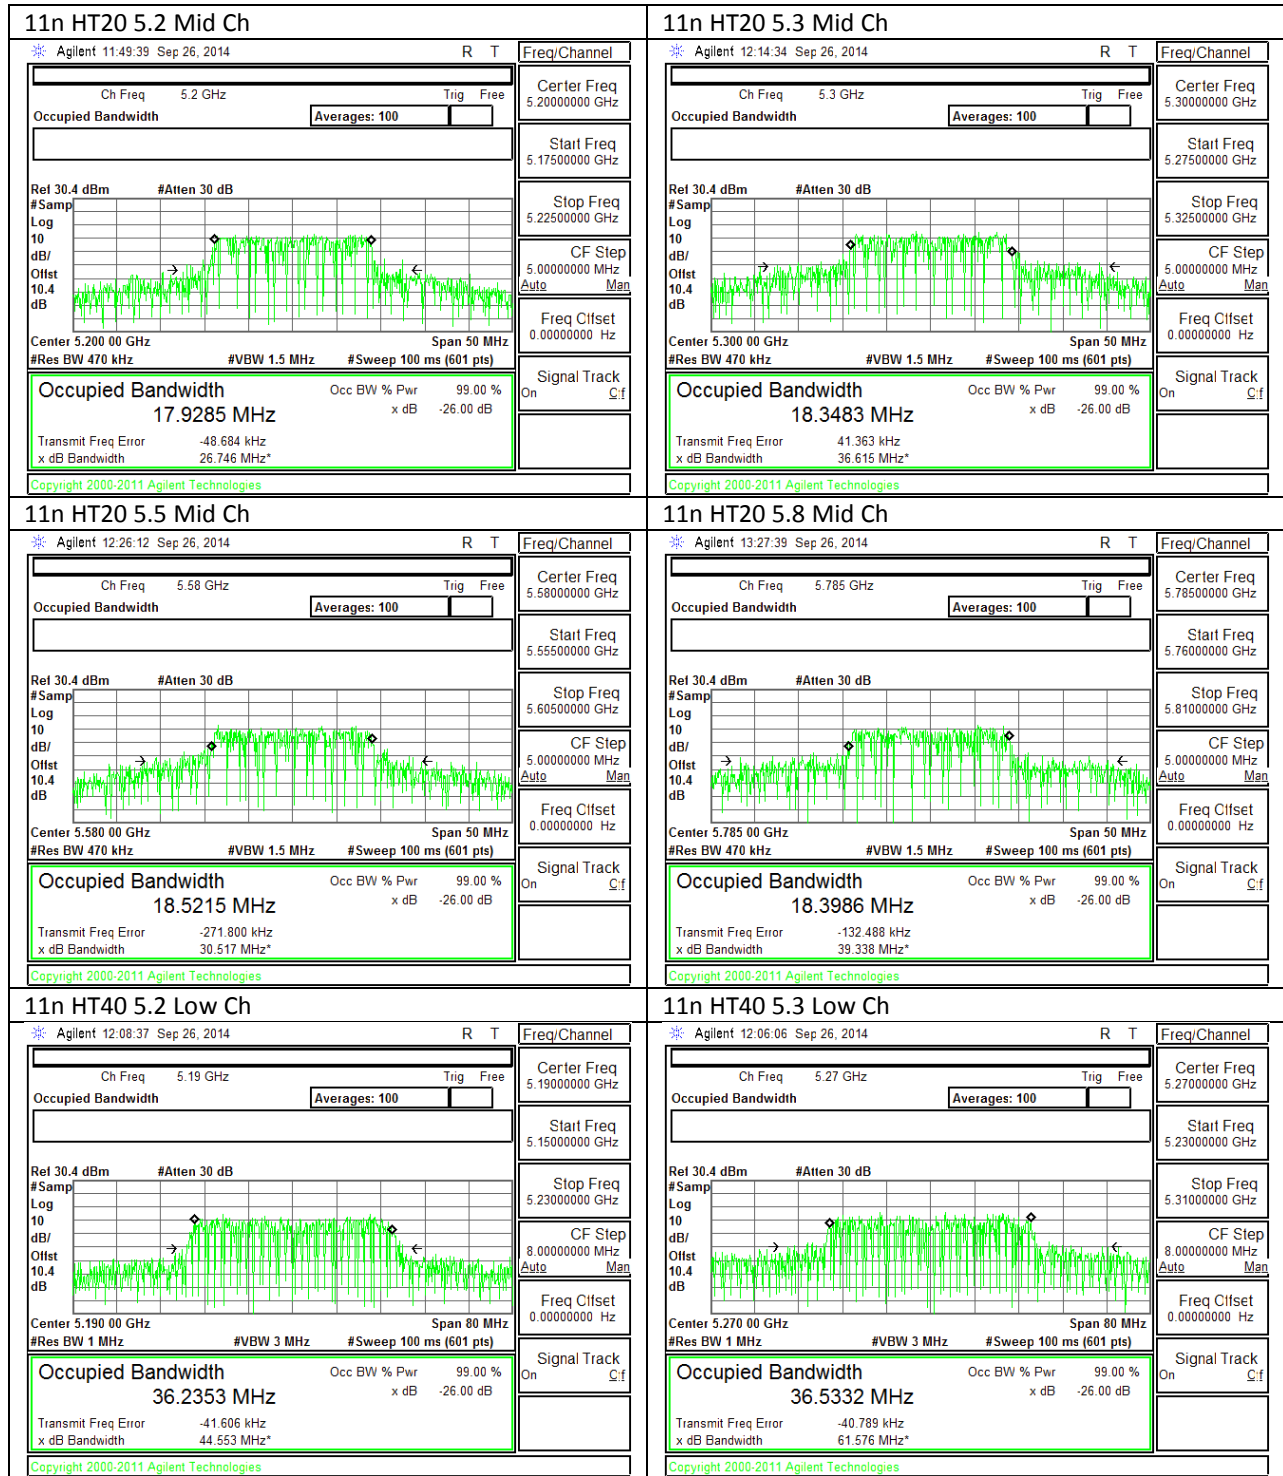 11n HT20 5.2 Mid Ch
Agilent 11:49:39 Sep 26, 2014 R T
Freq/Channel
Ch Freq 5.2 GHz Trig Free
Occupied Bandwidth Averages: 100
Ref 30.4 dBm #Atten 30 dB
#Samp
Log
10
dB/
Offst
10.4
dB
Center 5.200 00 GHz Span 50 MHz
#Res BW 470 kHz #VBW 1.5 MHz #Sweep 100 ms (601 pts)
Occupied Bandwidth Occ BW % Pwr 99.00 %
17.9285 MHz x dB -26.00 dB
Transmit Freq Error -48.684 kHz
x dB Bandwidth 26.746 MHz*
Copyright 2000-2011 Agilent Technologies
Center Freq
5.20000000 GHz
Start Freq
5.17500000 GHz
Stop Freq
5.22500000 GHz
CF Step
5.00000000 MHz
Auto Man
Freq Offset
0.00000000 Hz
Signal Track
On Off
11n HT20 5.3 Mid Ch
Agilent 12:14:34 Sep 26, 2014 R T
Freq/Channel
Ch Freq 5.3 GHz Trig Free
Occupied Bandwidth Averages: 100
Ref 30.4 dBm #Atten 30 dB
#Samp
Log
10
dB/
Offst
10.4
dB
Center 5.300 00 GHz Span 50 MHz
#Res BW 470 kHz #VBW 1.5 MHz #Sweep 100 ms (601 pts)
Occupied Bandwidth Occ BW % Pwr 99.00 %
18.3483 MHz x dB -26.00 dB
Transmit Freq Error 41.363 kHz
x dB Bandwidth 36.615 MHz*
Copyright 2000-2011 Agilent Technologies
Center Freq
5.30000000 GHz
Start Freq
5.27500000 GHz
Stop Freq
5.32500000 GHz
CF Step
5.00000000 MHz
Auto Man
Freq Offset
0.00000000 Hz
Signal Track
On Off
11n HT20 5.5 Mid Ch
Agilent 12:26:12 Sep 26, 2014 R T
Freq/Channel
Ch Freq 5.58 GHz Trig Free
Occupied Bandwidth Averages: 100
Ref 30.4 dBm #Atten 30 dB
#Samp
Log
10
dB/
Offst
10.4
dB
Center 5.580 00 GHz Span 50 MHz
#Res BW 470 kHz #VBW 1.5 MHz #Sweep 100 ms (601 pts)
Occupied Bandwidth Occ BW % Pwr 99.00 %
18.5215 MHz x dB -26.00 dB
Transmit Freq Error -271.800 kHz
x dB Bandwidth 30.517 MHz*
Copyright 2000-2011 Agilent Technologies
Center Freq
5.58000000 GHz
Start Freq
5.55500000 GHz
Stop Freq
5.60500000 GHz
CF Step
5.00000000 MHz
Auto Man
Freq Offset
0.00000000 Hz
Signal Track
On Off
11n HT20 5.8 Mid Ch
Agilent 13:27:39 Sep 26, 2014 R T
Freq/Channel
Ch Freq 5.785 GHz Trig Free
Occupied Bandwidth Averages: 100
Ref 30.4 dBm #Atten 30 dB
#Samp
Log
10
dB/
Offst
10.4
dB
Center 5.785 00 GHz Span 50 MHz
#Res BW 470 kHz #VBW 1.5 MHz #Sweep 100 ms (601 pts)
Occupied Bandwidth Occ BW % Pwr 99.00 %
18.3986 MHz x dB -26.00 dB
Transmit Freq Error -132.488 kHz
x dB Bandwidth 39.338 MHz*
Copyright 2000-2011 Agilent Technologies
Center Freq
5.78500000 GHz
Start Freq
5.76000000 GHz
Stop Freq
5.81000000 GHz
CF Step
5.00000000 MHz
Auto Man
Freq Offset
0.00000000 Hz
Signal Track
On Off
11n HT40 5.2 Low Ch
Agilent 12:08:37 Sep 26, 2014 R T
Freq/Channel
Ch Freq 5.19 GHz Trig Free
Occupied Bandwidth Averages: 100
Ref 30.4 dBm #Atten 30 dB
#Samp
Log
10
dB/
Offst
10.4
dB
Center 5.190 00 GHz Span 80 MHz
#Res BW 1 MHz #VBW 3 MHz #Sweep 100 ms (601 pts)
Occupied Bandwidth Occ BW % Pwr 99.00 %
36.2353 MHz x dB -26.00 dB
Transmit Freq Error -41.606 kHz
x dB Bandwidth 44.553 MHz*
Copyright 2000-2011 Agilent Technologies
Center Freq
5.19000000 GHz
Start Freq
5.15000000 GHz
Stop Freq
5.23000000 GHz
CF Step
8.00000000 MHz
Auto Man
Freq Offset
0.00000000 Hz
Signal Track
On Off
11n HT40 5.3 Low Ch
Agilent 12:06:06 Sep 26, 2014 R T
Freq/Channel
Ch Freq 5.27 GHz Trig Free
Occupied Bandwidth Averages: 100
Ref 30.4 dBm #Atten 30 dB
#Samp
Log
10
dB/
Offst
10.4
dB
Center 5.270 00 GHz Span 80 MHz
#Res BW 1 MHz #VBW 3 MHz #Sweep 100 ms (601 pts)
Occupied Bandwidth Occ BW % Pwr 99.00 %
36.5332 MHz x dB -26.00 dB
Transmit Freq Error -40.789 kHz
x dB Bandwidth 61.576 MHz*
Copyright 2000-2011 Agilent Technologies
Center Freq
5.27000000 GHz
Start Freq
5.23000000 GHz
Stop Freq
5.31000000 GHz
CF Step
8.00000000 MHz
Auto Man
Freq Offset
0.00000000 Hz
Signal Track
On Off